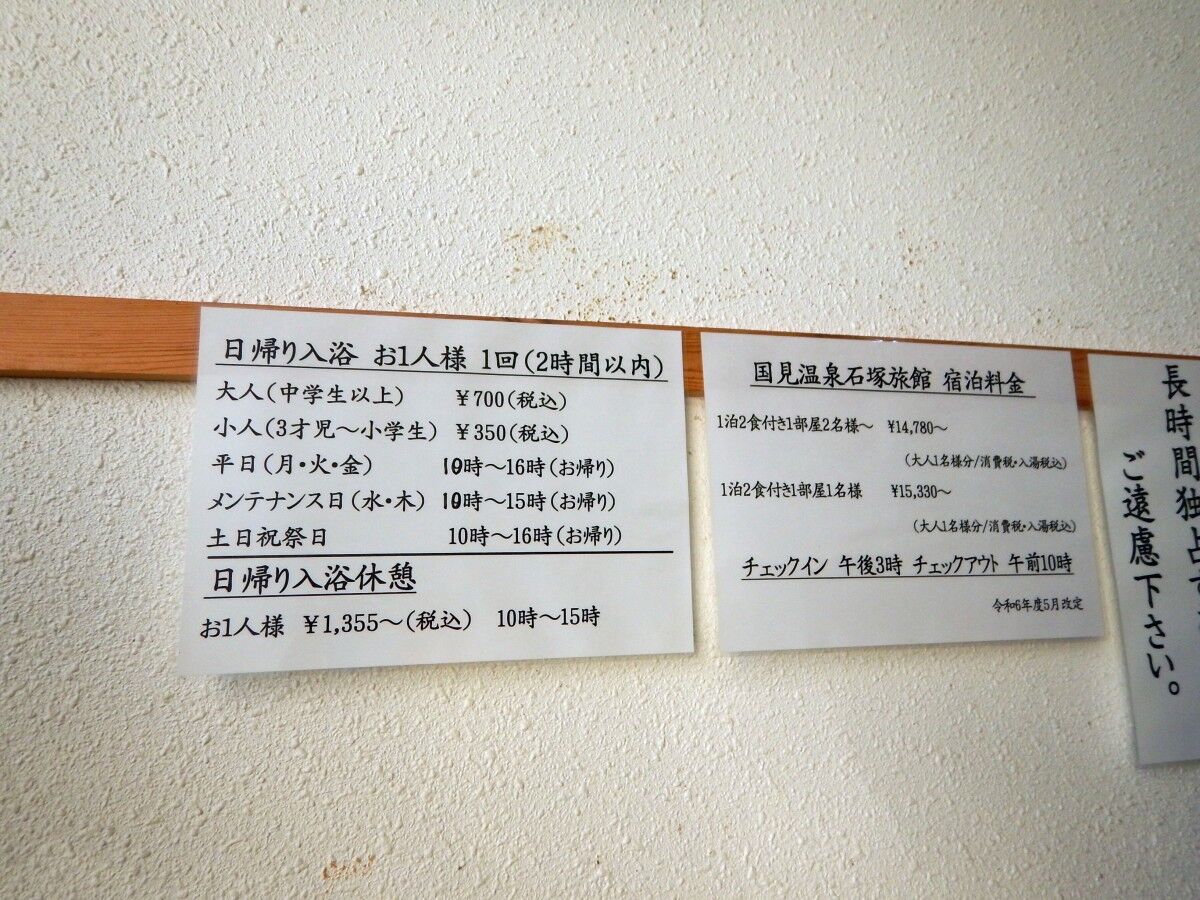 日帰り入浴 お1人様 1回(2時間以内)
大人(中学生以上) ¥700(税込)
小人(3才児～小学生) ¥350(税込)
平日(月・火・金) 10時～16時(お帰り)
メンテナンス日(水・木) 10時～15時(お帰り)
土日祝祭日 10時～16時(お帰り)
日帰り入浴休憩
お1人様 ¥1,355～(税込) 10時～15時
国見温泉石塚旅館 宿泊料金
1泊2食付き1部屋2名様～ ¥14,780～
(大人1名様分/消費税・入湯税込)
1泊2食付き1部屋1名様 ¥15,330～
(大人1名様分/消費税・入湯税込)
チェックイン 午後3時 チェックアウト 午前10時
令和6年度5月改定
長時間独占
ご遠慮下さい。